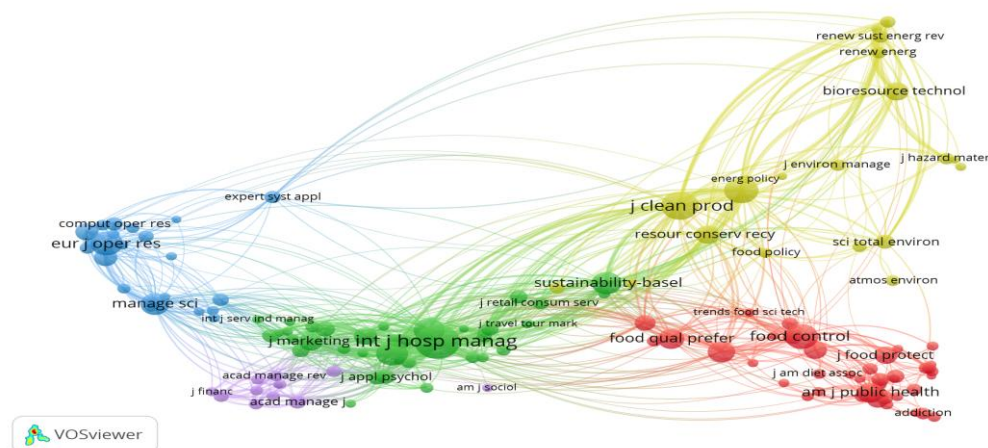 renew sust energ rev
renew energ
bioresource technol
j environ manage
j hazard mater
energ policy
expert syst appl
j clean prod
comput oper res
resour conserv recy
eur j oper res
sci total environ
food policy
sustainability-basel
atmos environ
manage sci
j retail consum serv
trends food sci tech
int j serv ind manag
j travel tour mark
j marketing
int j hosp manag
food qual prefer
food control
j food protect
acad manage rev
j appl psychol
j am diet assoc
am j sociol
j financ
am j public health
acad manage j
addiction
VOSviewer